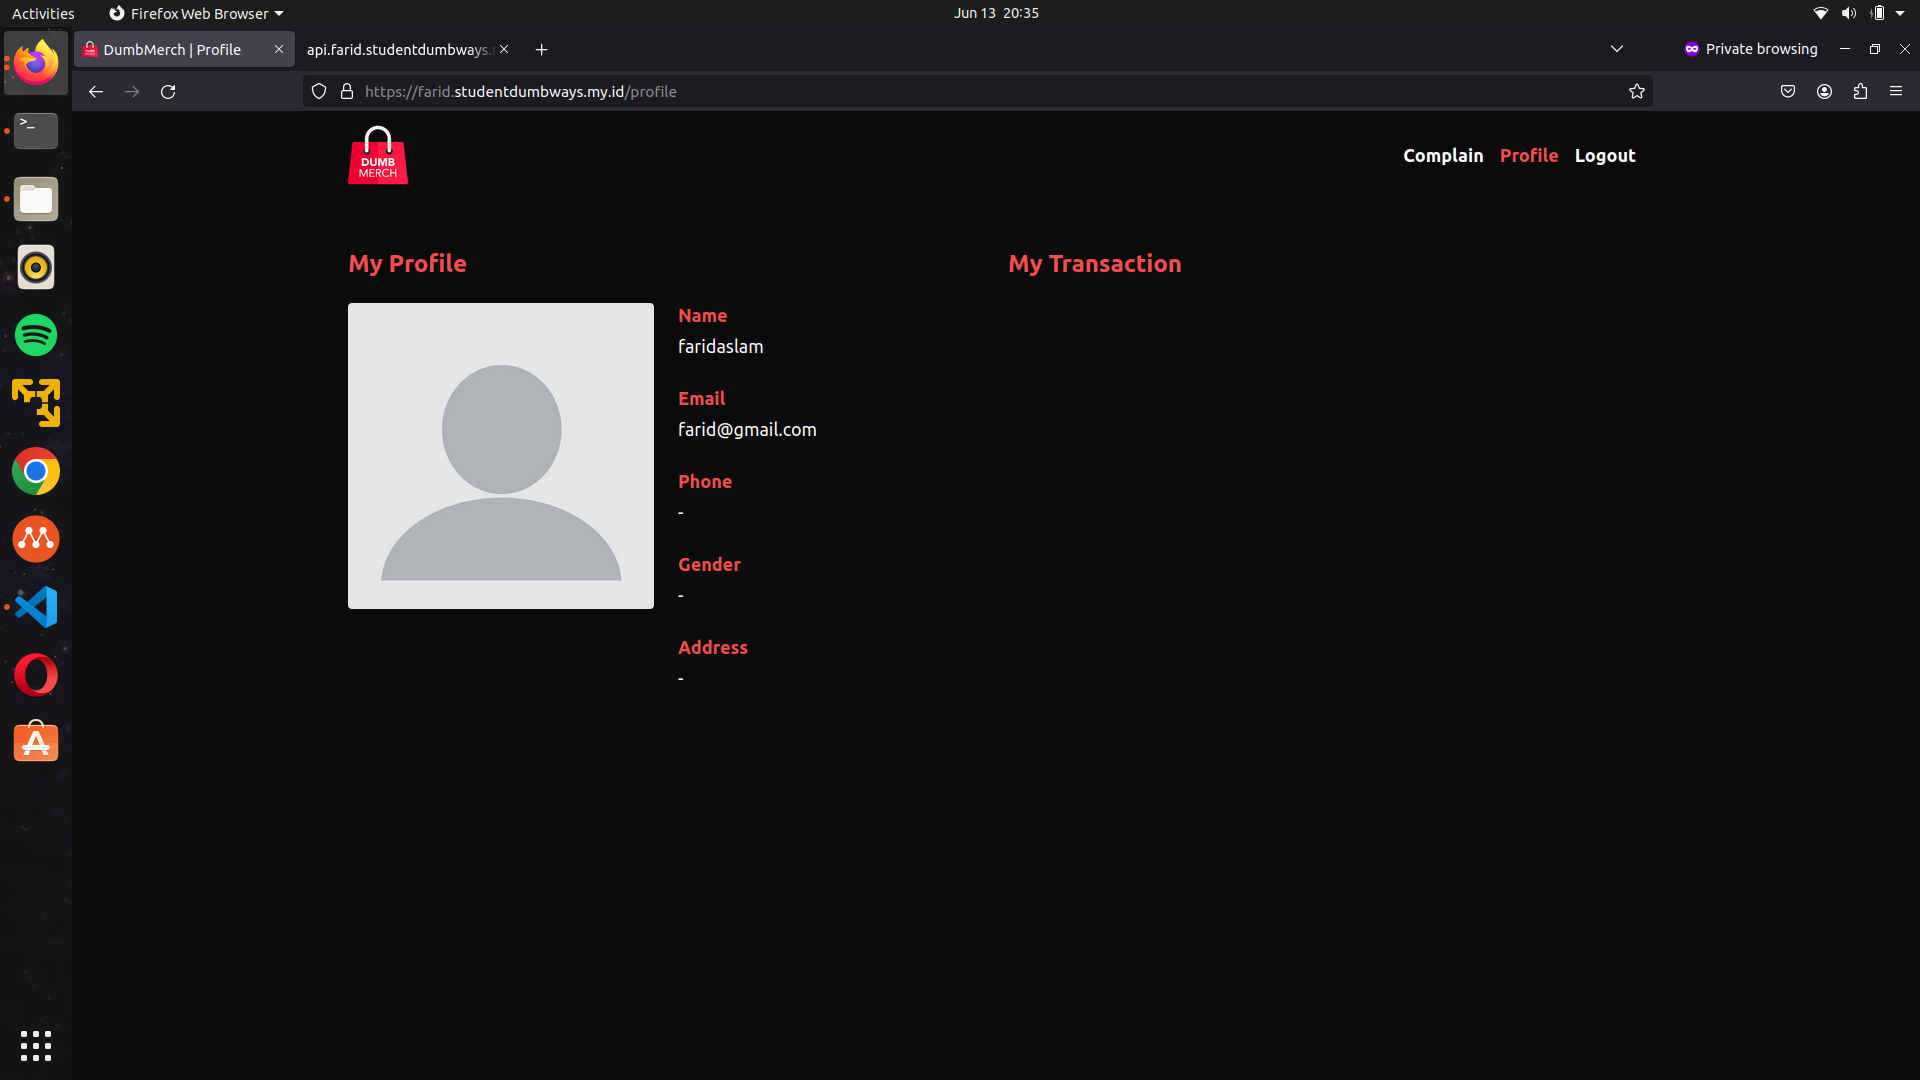 Activities
Firefox Web Browser
Jun 13 20:35
DumbMerch | Profile
api.farid.studentdumbways.
Private browsing
https://farid.studentdumbways.my.id/profile
DUMB
MERCH
Complain Profile Logout
My Profile
My Transaction
Name
faridaslam
Email
farid@gmail.com
Phone
-
Gender
-
Address
-